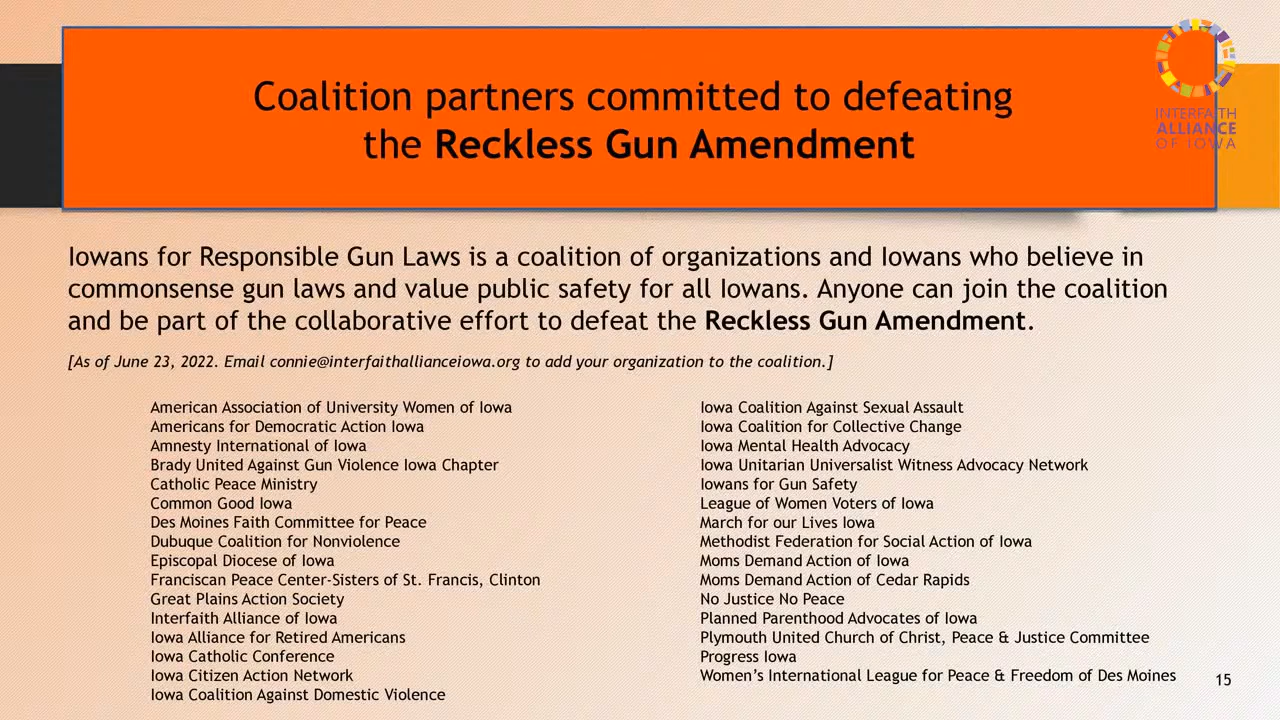 Coalition partners committed to defeating
the Reckless Gun Amendment
INTERFAITH
ALLIANCE
OF IOWA
Iowans for Responsible Gun Laws is a coalition of organizations and Iowans who believe in
commonsense gun laws and value public safety for all Iowans. Anyone can join the coalition
and be part of the collaborative effort to defeat the Reckless Gun Amendment.
[As of June 23, 2022. Email connie@interfaithallianceiowa.org to add your organization to the coalition.]
American Association of University Women of Iowa
Americans for Democratic Action Iowa
Amnesty International of Iowa
Brady United Against Gun Violence Iowa Chapter
Catholic Peace Ministry
Common Good Iowa
Des Moines Faith Committee for Peace
Dubuque Coalition for Nonviolence
Episcopal Diocese of Iowa
Franciscan Peace Center-Sisters of St. Francis, Clinton
Great Plains Action Society
Interfaith Alliance of Iowa
Iowa Alliance for Retired Americans
Iowa Catholic Conference
Iowa Citizen Action Network
Iowa Coalition Against Domestic Violence
Iowa Coalition Against Sexual Assault
Iowa Coalition for Collective Change
Iowa Mental Health Advocacy
Iowa Unitarian Universalist Witness Advocacy Network
Iowans for Gun Safety
League of Women Voters of Iowa
March for our Lives Iowa
Methodist Federation for Social Action of Iowa
Moms Demand Action of Iowa
Moms Demand Action of Cedar Rapids
No Justice No Peace
Planned Parenthood Advocates of Iowa
Plymouth United Church of Christ, Peace & Justice Committee
Progress Iowa
Women’s International League for Peace & Freedom of Des Moines
15